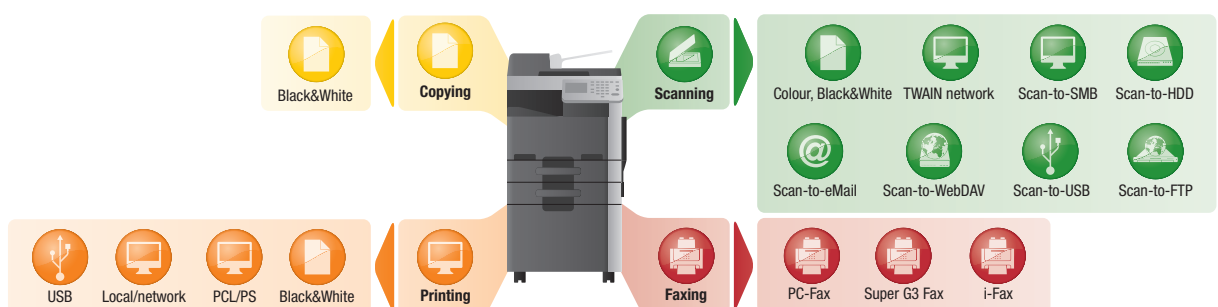 Black&White
Copying
Scanning
Colour, Black&White
TWAIN network
Scan-to-SMB
Scan-to-HDD
Scan-to-eMail
Scan-to-WebDAV
Scan-to-USB
Scan-to-FTP
USB
Local/network
PCL/PS
Black&White
Printing
Faxing
PC-Fax
Super G3 Fax
i-Fax